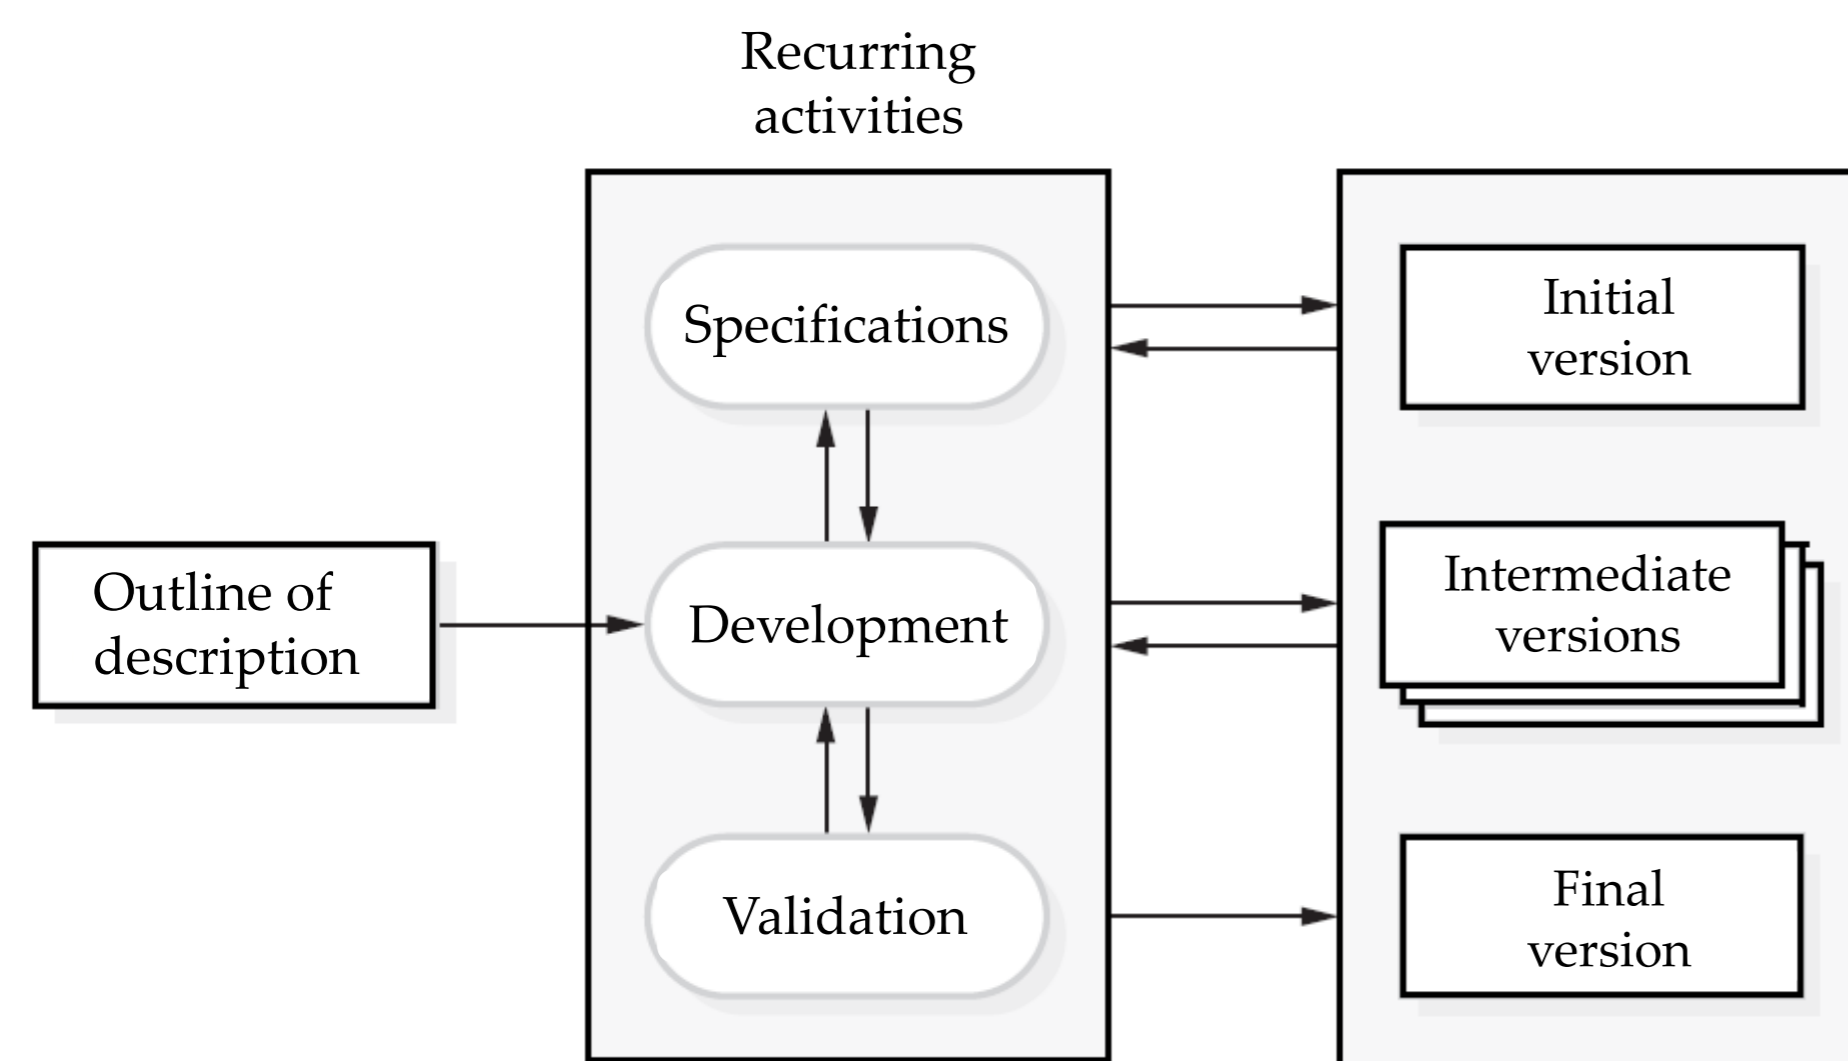 Recurring
activities
Specifications
Initial
version
Outline of
description
Development
Intermediate
versions
Validation
Final
version